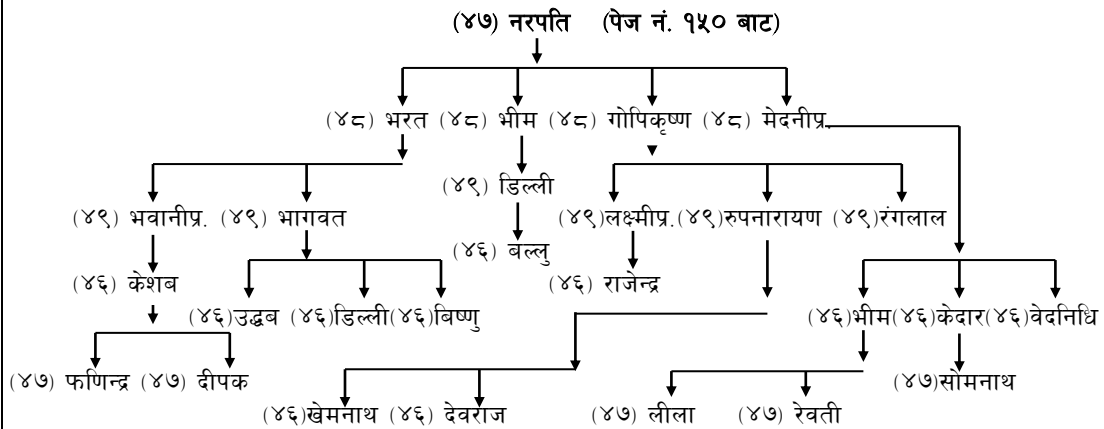 (४७) नरपति (पेज नं. १५० बाट)
(४८) भरत (४८) भीम (४८) गोपिकृष्ण (४८) मेदनीप्र.
(४९) डिल्ली
(४९) भवानीप्र. (४९) भागवत (४९)लक्ष्मीप्र.(४९)रुपनारायण (४९)रंगलाल
(४६) बल्लु
(४६) केशब (४६) राजेन्द्र
(४६)उद्धब (४६)डिल्ली(४६)बिष्णु (४६)भीम(४६)केदार(४६)वेदनिधि
(४७) फणिन्द्र (४७) दीपक (४७)सोमनाथ
(४६)खेमनाथ (४६) देवराज (४७) लीला (४७) रेवती